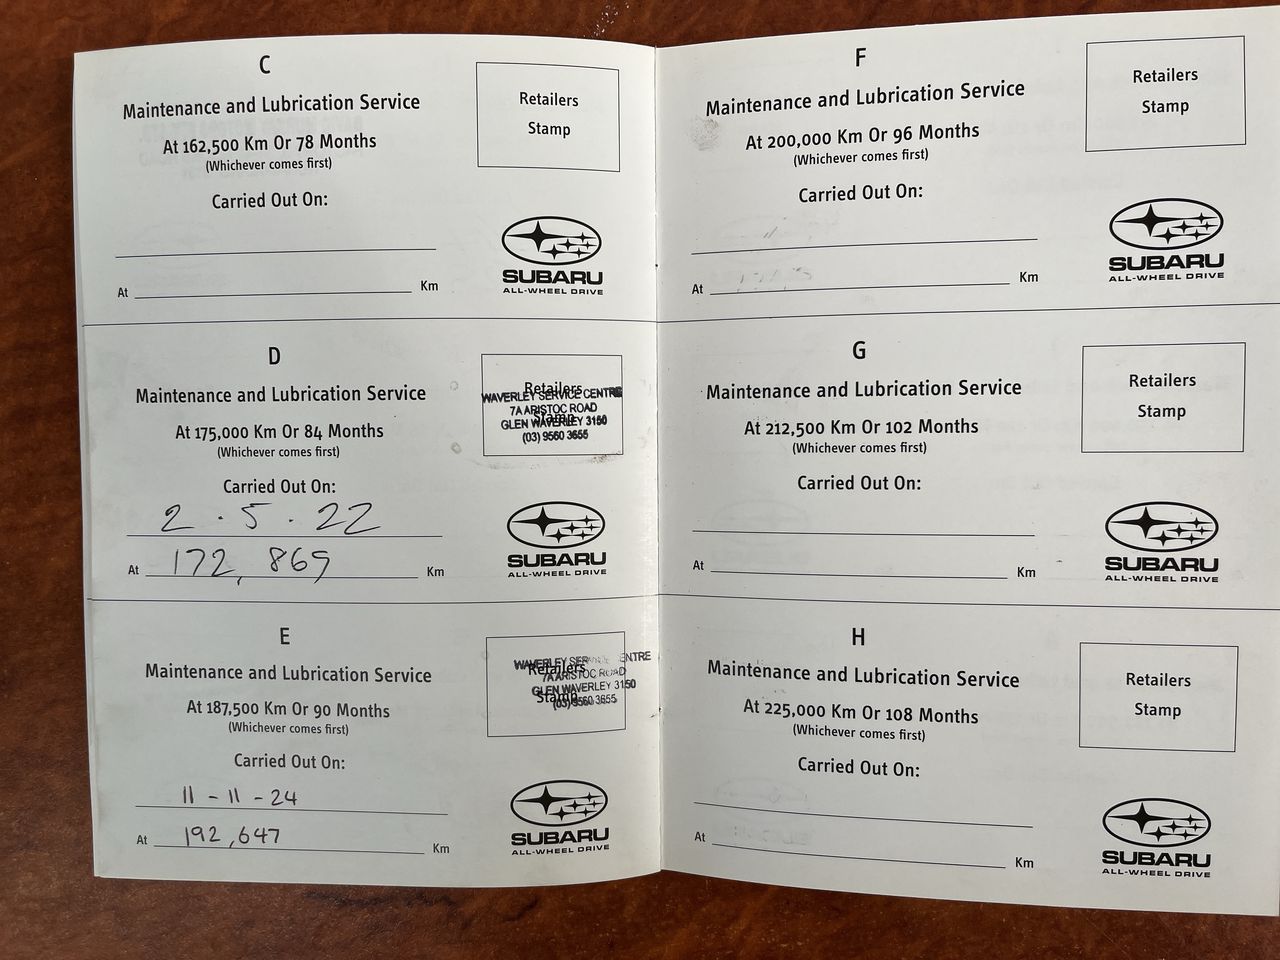 C
Maintenance and Lubrication Service
At 162,500 Km Or 78 Months
(Whichever comes first)
Carried Out On:
At Km
Retailers
Stamp
SUBARU
ALL-WHEEL DRIVE
D
Maintenance and Lubrication Service
At 175,000 Km Or 84 Months
(Whichever comes first)
Carried Out On:
2 . 5 . 22
At 172, 869 Km
Retailers
Stamp
WAVERLEY SERVICE CENTRE
7A ARISTOC ROAD
GLEN WAVERLEY 3150
(03) 9560 3655
SUBARU
ALL-WHEEL DRIVE
E
Maintenance and Lubrication Service
At 187,500 Km Or 90 Months
(Whichever comes first)
Carried Out On:
11 - 11 - 24
At 192,647 Km
Retailers
Stamp
WAVERLEY SERVICE CENTRE
7A ARISTOC ROAD
GLEN WAVERLEY 3150
(03) 9560 3655
SUBARU
ALL-WHEEL DRIVE
F
Maintenance and Lubrication Service
At 200,000 Km Or 96 Months
(Whichever comes first)
Carried Out On:
At Km
Retailers
Stamp
SUBARU
ALL-WHEEL DRIVE
G
Maintenance and Lubrication Service
At 212,500 Km Or 102 Months
(Whichever comes first)
Carried Out On:
At Km
Retailers
Stamp
SUBARU
ALL-WHEEL DRIVE
H
Maintenance and Lubrication Service
At 225,000 Km Or 108 Months
(Whichever comes first)
Carried Out On:
At Km
Retailers
Stamp
SUBARU
ALL-WHEEL DRIVE